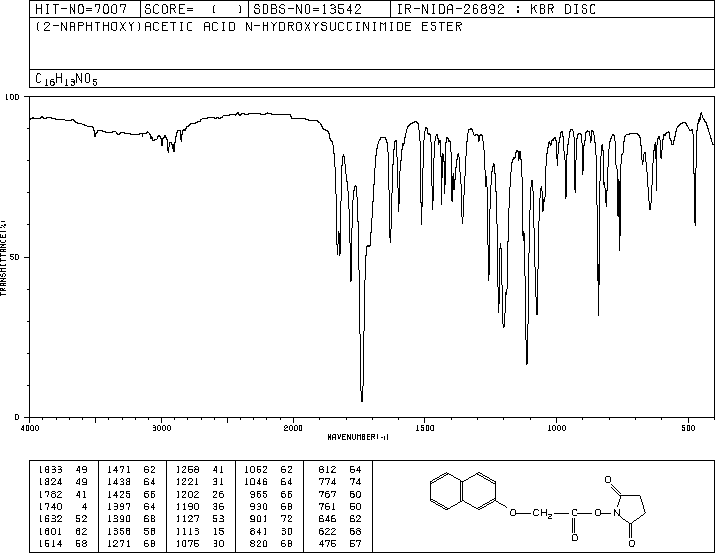 HIT-NO=7007 SCORE= ( ) SDBS-NO=13542 IR-NIDA-26892 : KBR DISC
(2-NAPHTHOXY)ACETIC ACID N-HYDROXYSUCCINIMIDE ESTER
C16H13NO5
100
TRANSMITTANCE(%)
50
0
4000 3000 2000 1500 1000 500
WAVENUMBER(-1)
1833 49 1471 62 1258 41 1052 62 812 64
1824 49 1438 64 1221 31 1046 64 774 74
1782 41 1425 66 1202 26 965 66 767 60
1740 4 1397 64 1190 36 930 68 761 50
1632 52 1390 68 1127 53 901 72 646 62
1601 62 1358 58 1113 15 841 30 622 68
1514 58 1271 68 1075 30 820 68 475 57
O
O-CH2-C-O-N
O
O